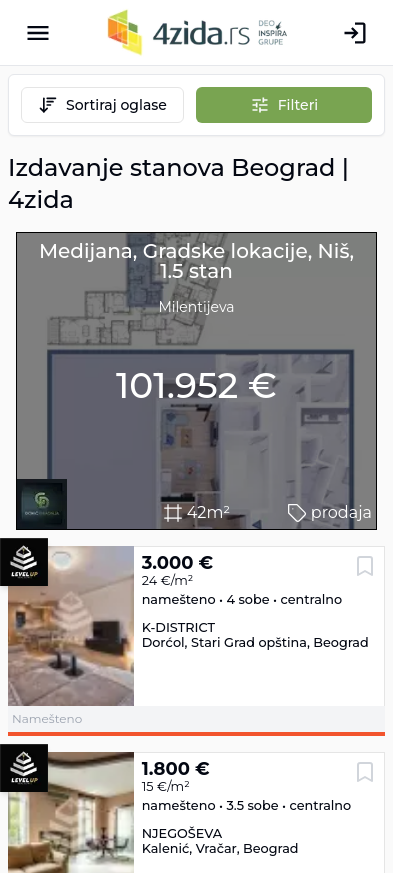 4zida.rs
DEO
INSPIRA
GRUPE
Sortiraj oglase
Filteri
Izdavanje stanova Beograd |
4zida
Medijana, Gradske lokacije, Niš,
1.5 stan
Milentijeva
101.952 €
42m²
prodaja
LEVEL UP
3.000 €
24 €/m²
namešteno • 4 sobe • centralno
K-DISTRICT
Dorćol, Stari Grad opština, Beograd
Namešteno
LEVEL UP
1.800 €
15 €/m²
namešteno • 3.5 sobe • centralno
NJEGOŠEVA
Kalenić, Vračar, Beograd